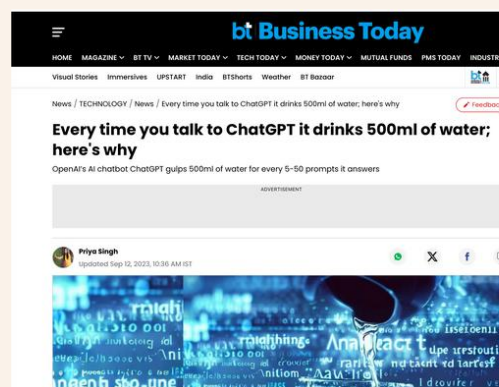 bt Business Today
HOME MAGAZINE BT TV MARKET TODAY TECH TODAY MONEY TODAY MUTUAL FUNDS PMS TODAY INDUSTR
Visual Stories Immersives UPSTART India BTShorts Weather BT Bazaar
News / TECHNOLOGY / News / Every time you talk to ChatGPT it drinks 500ml of water; here's why
Feedbac
Every time you talk to ChatGPT it drinks 500ml of water;
here's why
OpenAI's AI chatbot ChatGPT gulps 500ml of water for every 5-50 prompts it answers
ADVERTISEMENT
Priya Singh
Updated Sep 12, 2023, 10:36 AM IST